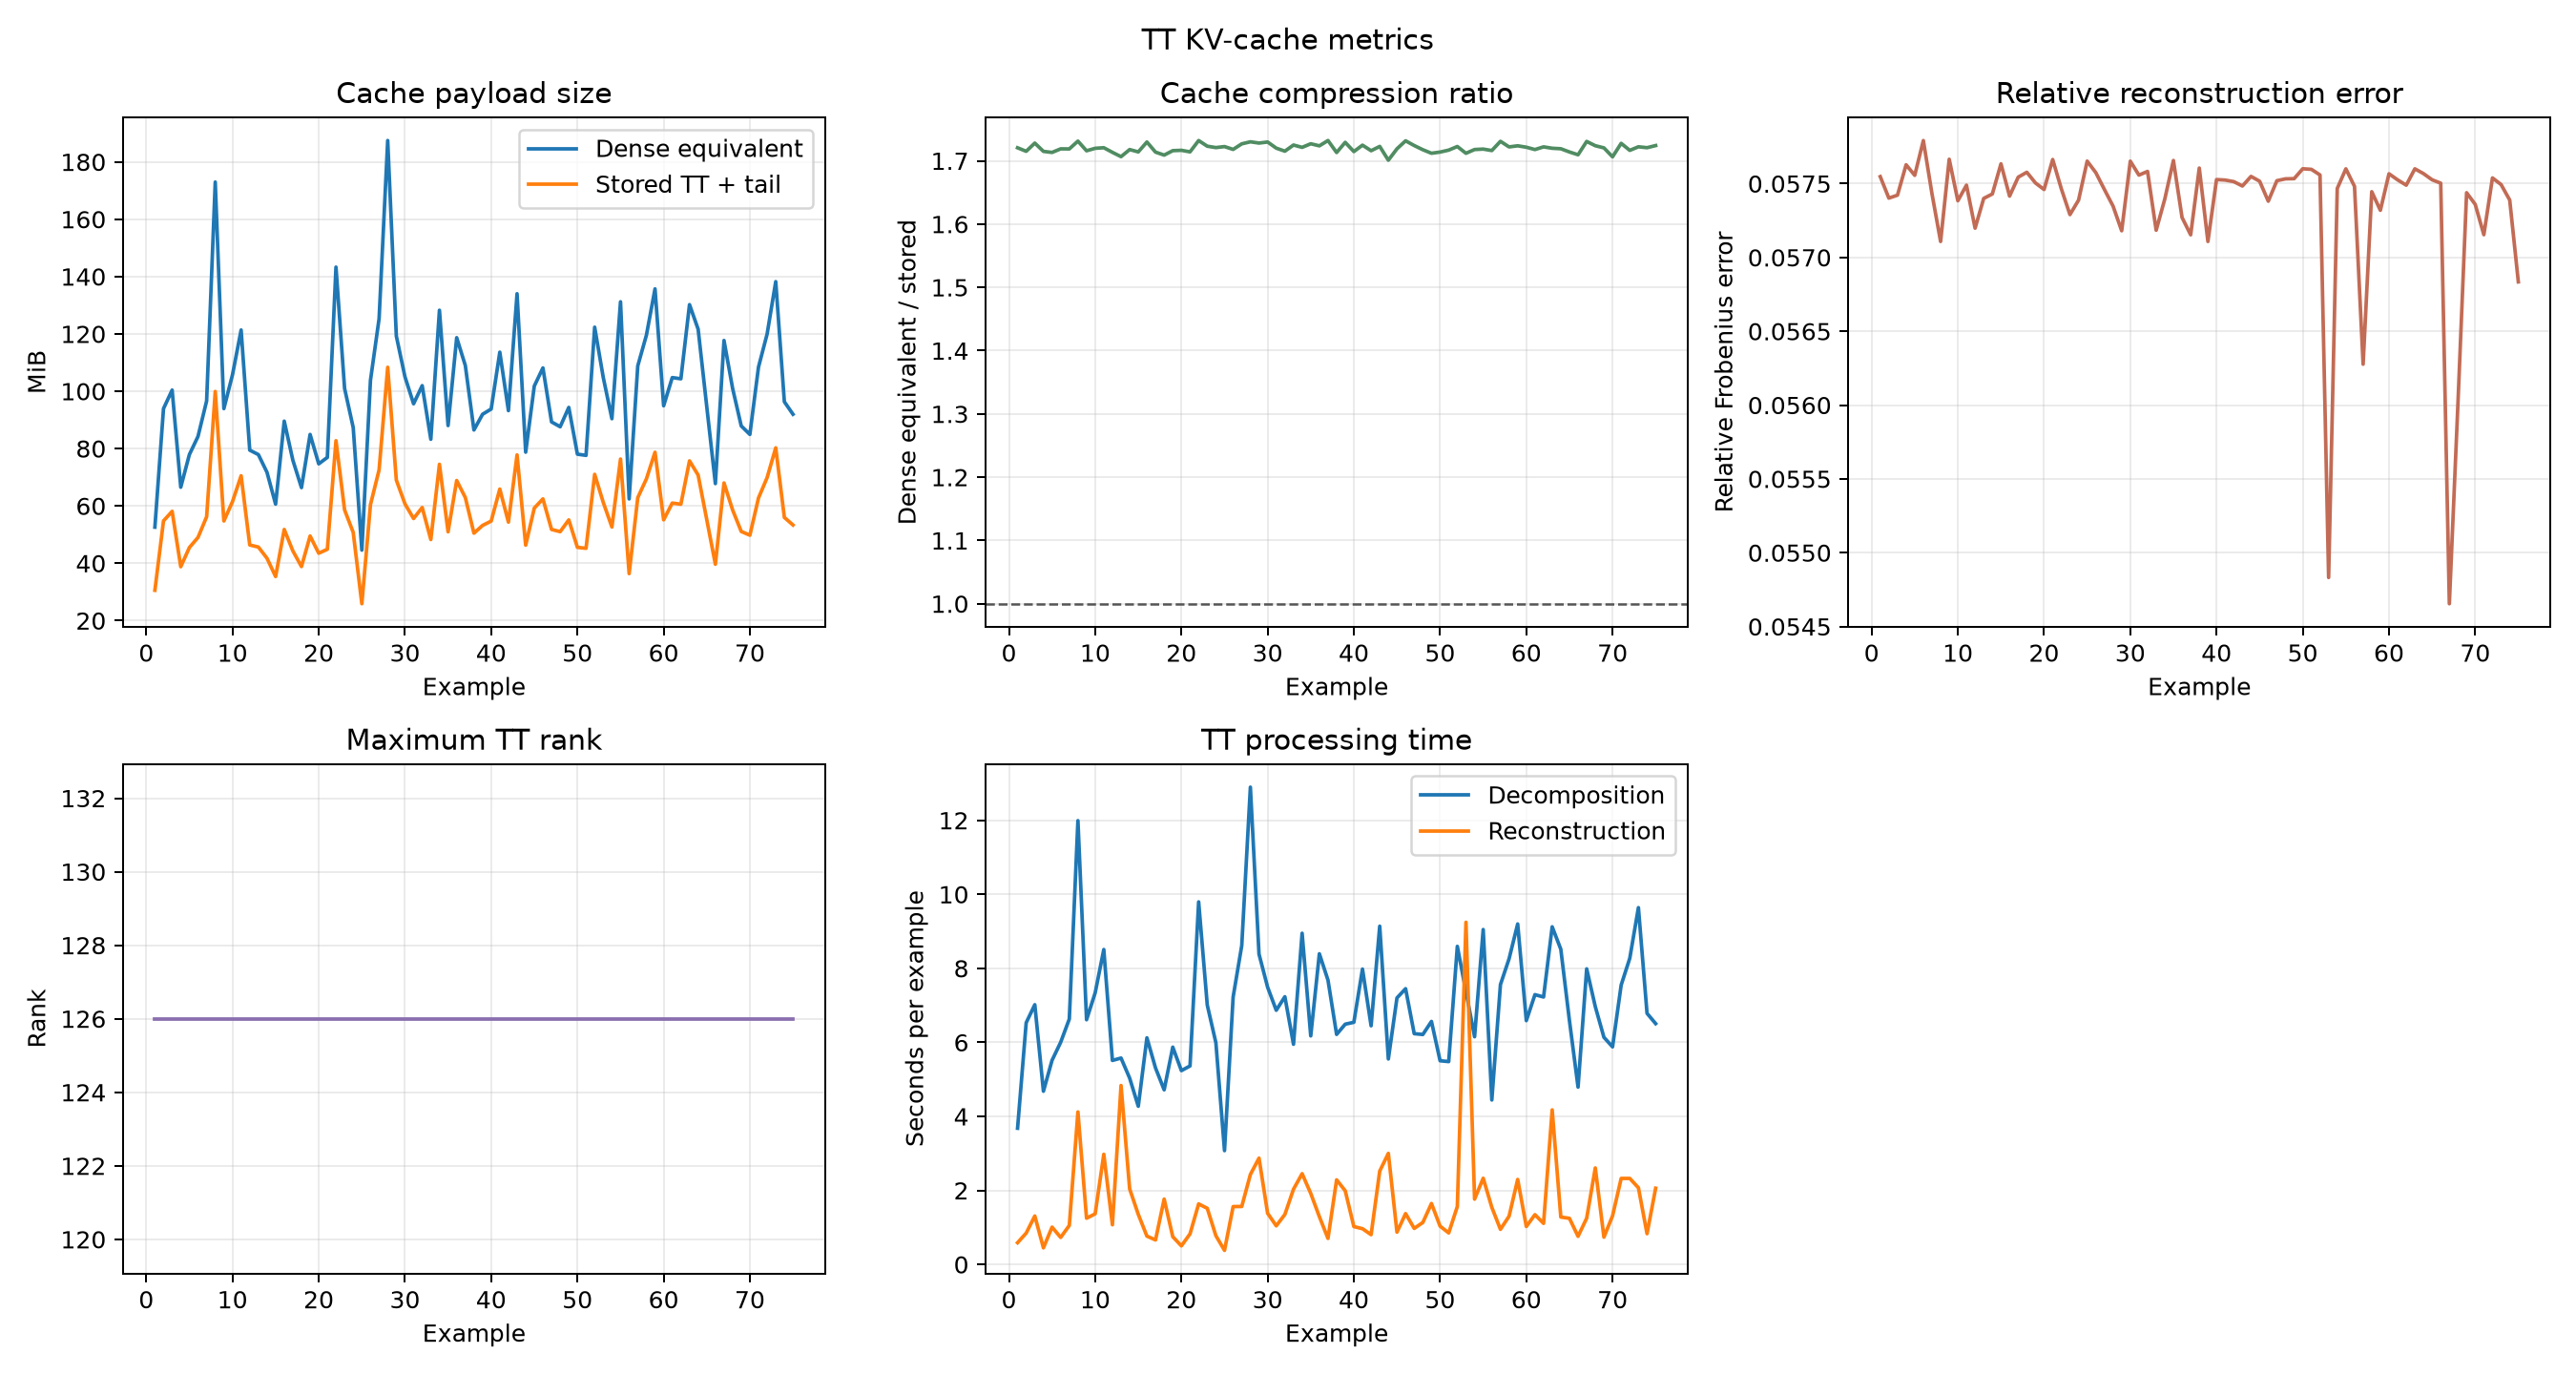 TT KV-cache metrics
Cache payload size
MiB
180
160
140
120
100
80
60
40
20
Dense equivalent
Stored TT + tail
0 10 20 30 40 50 60 70
Example
Cache compression ratio
Dense equivalent / stored
1.7
1.6
1.5
1.4
1.3
1.2
1.1
1.0
0 10 20 30 40 50 60 70
Example
Relative reconstruction error
Relative Frobenius error
0.0575
0.0570
0.0565
0.0560
0.0555
0.0550
0.0545
0 10 20 30 40 50 60 70
Example
Maximum TT rank
Rank
132
130
128
126
124
122
120
0 10 20 30 40 50 60 70
Example
TT processing time
Seconds per example
12
10
8
6
4
2
0
Decomposition
Reconstruction
0 10 20 30 40 50 60 70
Example